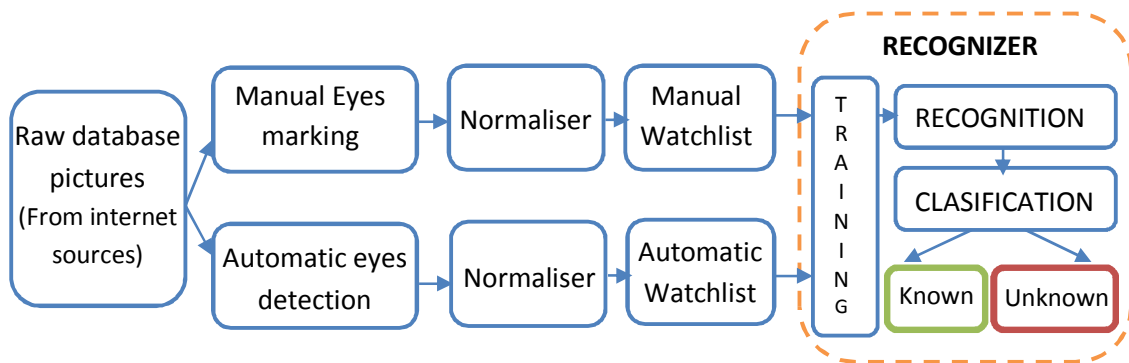 RECOGNIZER
Raw database
pictures
(From internet
sources)
Manual Eyes
marking
Normaliser
Manual
Watchlist
Automatic eyes
detection
Normaliser
Automatic
Watchlist
T
R
A
I
N
I
N
G
RECOGNITION
CLASIFICATION
Known
Unknown